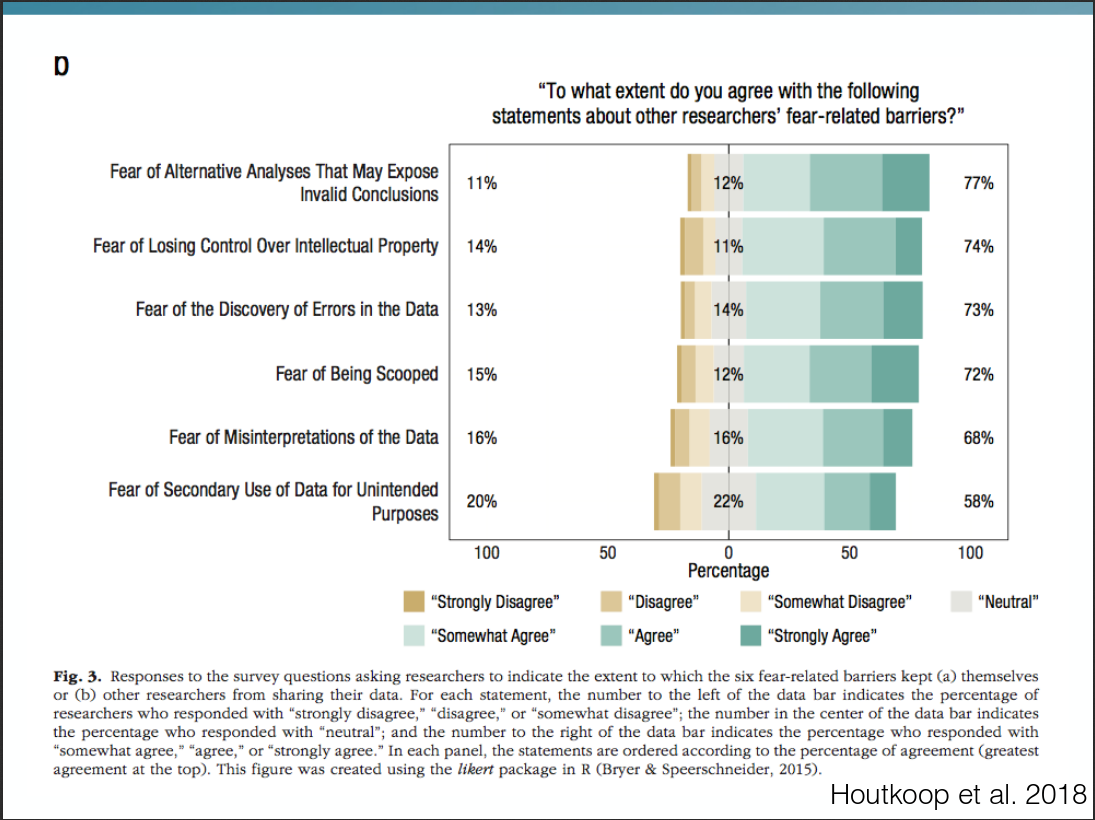 b
“To what extent do you agree with the following
statements about other researchers’ fear-related barriers?”
Fear of Alternative Analyses That May Expose
Invalid Conclusions
11%
12%
77%
Fear of Losing Control Over Intellectual Property
14%
11%
74%
Fear of the Discovery of Errors in the Data
13%
14%
73%
Fear of Being Scooped
15%
12%
72%
Fear of Misinterpretations of the Data
16%
16%
68%
Fear of Secondary Use of Data for Unintended
Purposes
20%
22%
58%
100 50 0 50 100
Percentage
“Strongly Disagree” “Disagree” “Somewhat Disagree” “Neutral”
“Somewhat Agree” “Agree” “Strongly Agree”
Fig. 3. Responses to the survey questions asking researchers to indicate the extent to which the six fear-related barriers kept (a) themselves
or (b) other researchers from sharing their data. For each statement, the number to the left of the data bar indicates the percentage of
researchers who responded with “strongly disagree,” “disagree,” or “somewhat disagree”; the number in the center of the data bar indicates
the percentage who responded with “neutral”; and the number to the right of the data bar indicates the percentage who responded with
“somewhat agree,” “agree,” or “strongly agree.” In each panel, the statements are ordered according to the percentage of agreement (greatest
agreement at the top). This figure was created using the likert package in R (Bryer & Speerschneider, 2015).
Houtkoop et al. 2018